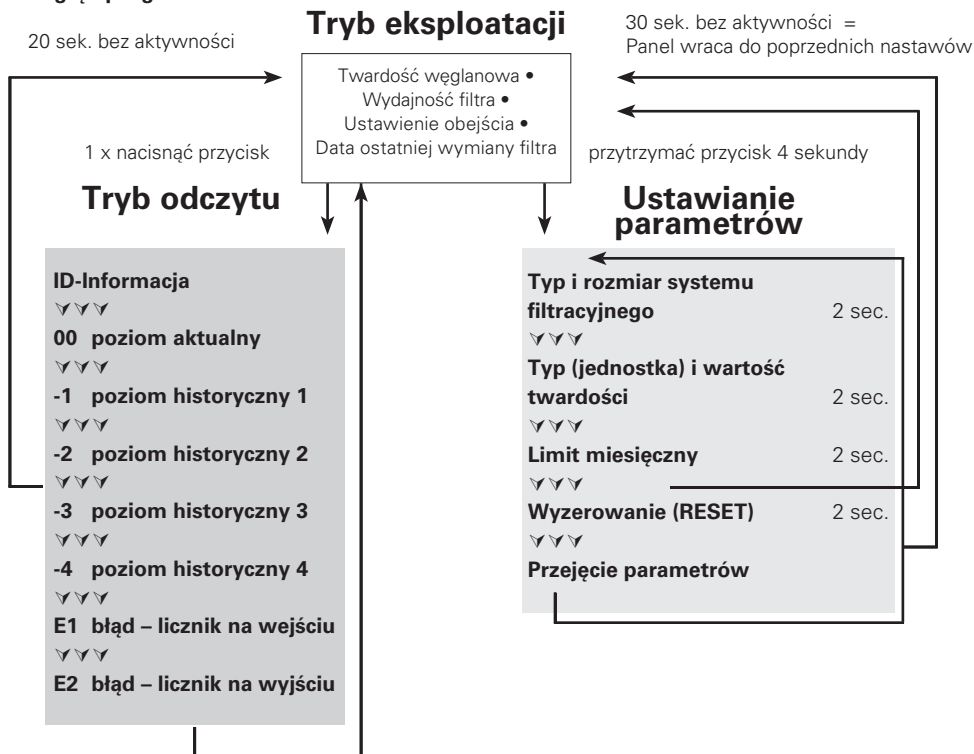 Tryb eksploatacji
20 sek. bez aktywności
30 sek. bez aktywności =
Panel wraca do poprzednich nastawów
Twardość węglanowa •
Wydajność filtra •
Ustawienie obejścia •
Data ostatniej wymiany filtra
1 x nacisnąć przycisk
przytrzymać przycisk 4 sekundy
Tryb odczytu
ID-Informacja
00 poziom aktualny
-1 poziom historyczny 1
-2 poziom historyczny 2
-3 poziom historyczny 3
-4 poziom historyczny 4
E1 błąd – licznik na wejściu
E2 błąd – licznik na wyjściu
Ustawianie
parametrów
Typ i rozmiar systemu
filtracyjnego 2 sec.
Typ (jednostka) i wartość
twardości 2 sec.
Limit miesięczny 2 sec.
Wyzerowanie (RESET) 2 sec.
Przejęcie parametrów